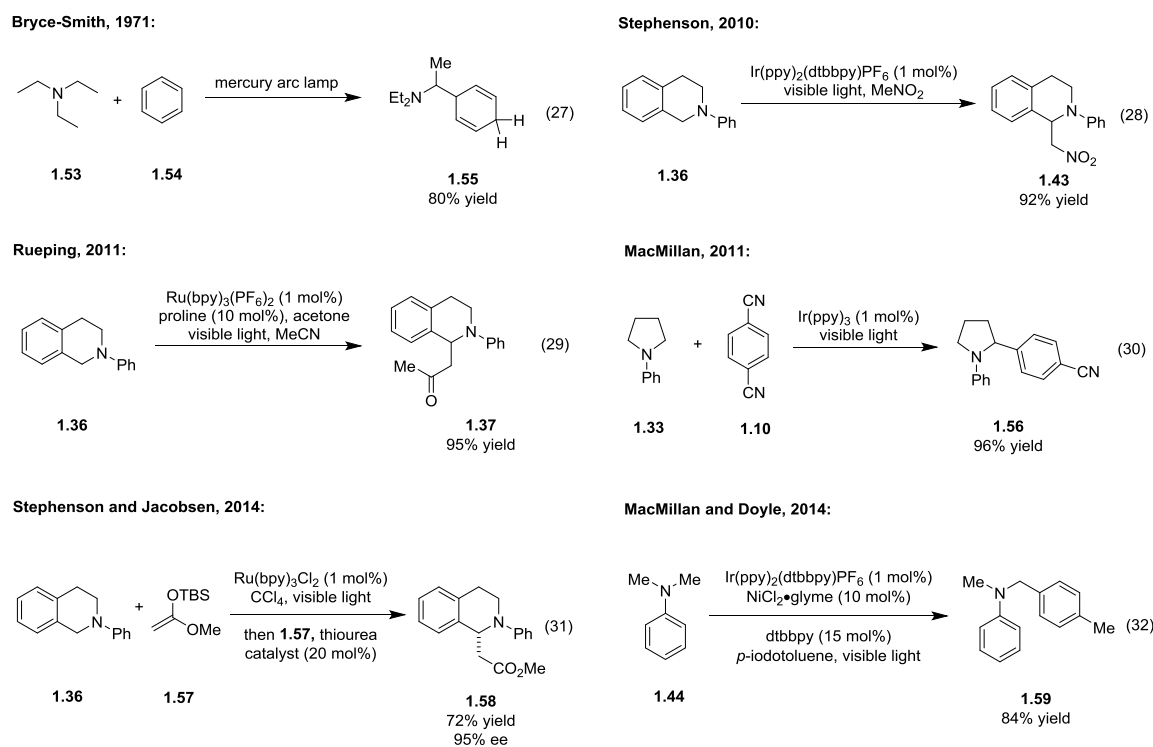 Bryce-Smith, 1971:
N
+
mercury arc lamp
Me
Et2N
H
H
(27)
1.53
1.54
1.55
80% yield
Stephenson, 2010:
N
Ph
Ir(ppy)2(dtbbpy)PF6 (1 mol%)
visible light, MeNO2
N
Ph
NO2
(28)
1.36
1.43
92% yield
Rueping, 2011:
N
Ph
Ru(bpy)3(PF6)2 (1 mol%)
proline (10 mol%), acetone
visible light, MeCN
N
Ph
Me
O
(29)
1.36
1.37
95% yield
MacMillan, 2011:
N
Ph
+
CN
CN
Ir(ppy)3 (1 mol%)
visible light
N
Ph
CN
(30)
1.33
1.10
1.56
96% yield
Stephenson and Jacobsen, 2014:
N
Ph
+
OTBS
OMe
Ru(bpy)3Cl2 (1 mol%)
CCl4, visible light
then 1.57, thiourea
catalyst (20 mol%)
N
Ph
CO2Me
(31)
1.36
1.57
1.58
72% yield
95% ee
MacMillan and Doyle, 2014:
Me
N
Me
Ir(ppy)2(dtbbpy)PF6 (1 mol%)
NiCl2•glyme (10 mol%)
dtbbpy (15 mol%)
p-iodotoluene, visible light
Me
N
Me
(32)
1.44
1.59
84% yield